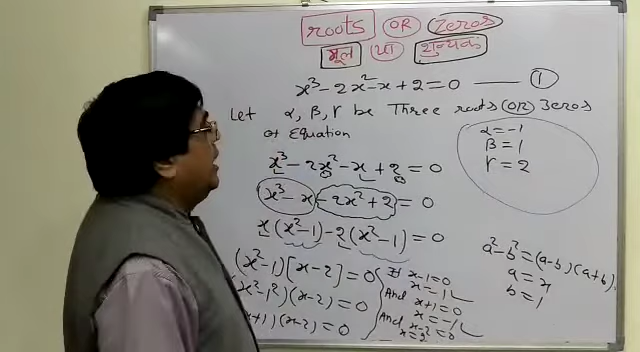 roots OR Zeros
मूल या शून्यक
x³ - 2x² - x + 2 = 0 —— ①
Let α, β, γ be Three roots (OR) Zeros
of Equation
x³ - 2x² - x + 2 = 0
x³ - x - 2x² + 2 = 0
x(x² - 1) - 2(x² - 1) = 0
(x² - 1)[x - 2] = 0
(x² - 1²)(x - 2) = 0
x + 1)(x - 2) = 0
If x - 1 = 0
x = 1
And x + 1 = 0
x = -1
And x - 2 = 0
x = 2
α = -1
β = 1
γ = 2
a² - b² = (a - b)(a + b)
a = x
b = 1